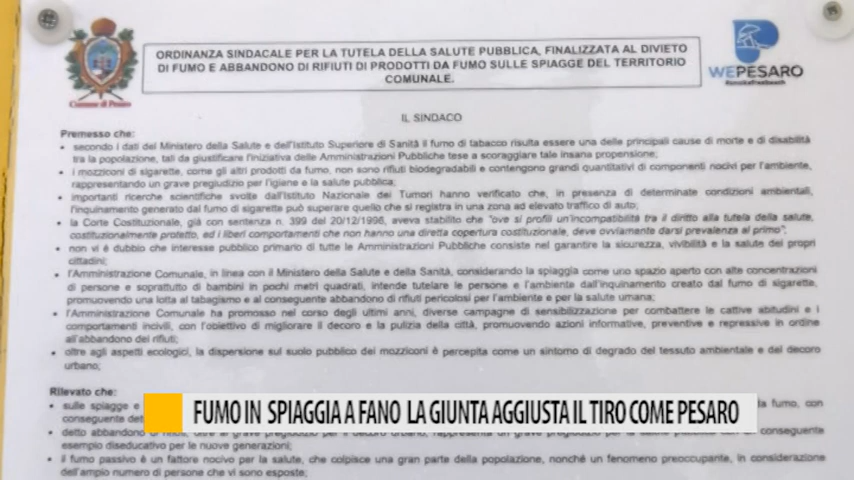 ORDINANZA SINDACALE PER LA TUTELA DELLA SALUTE PUBBLICA, FINALIZZATA AL DIVIETO
DI FUMO E ABBANDONO DI RIFIUTI DI PRODOTTI DA FUMO SULLE SPIAGGE DEL TERRITORIO
COMUNALE.
Comune di Pesaro
WEPESARO
IL SINDACO
Premesso che:
• secondo i dati del Ministero della Salute e dell'Istituto Superiore di Sanità il fumo di tabacco risulta essere una delle principali cause di morte e di disabilità
tra la popolazione, tali da giustificare l'iniziativa delle Amministrazioni Pubbliche tese a scoraggiare tale insana propensione;
• i mozziconi di sigarette, come gli altri prodotti da fumo, non sono rifiuti biodegradabili e contengono grandi quantitativi di componenti nocivi per l'ambiente,
rappresentando un grave pregiudizio per l'igiene e la salute pubblica;
• importanti ricerche scientifiche svolte dall'Istituto Nazionale dei Tumori hanno verificato che, in presenza di determinate condizioni ambientali,
l'inquinamento generato dal fumo di sigarette può superare quello che si registra in una zona ad elevato traffico di auto;
• la Corte Costituzionale, già con sentenza n. 399 del 20/12/1996, aveva stabilito che "ove si profili un'incompatibilità tra il diritto alla tutela della salute,
costituzionalmente protetto, ed i liberi comportamenti che non hanno una diretta copertura costituzionale, deve ovviamente darsi prevalenza al primo";
• non vi è dubbio che interesse pubblico primario di tutte le Amministrazioni Pubbliche consiste nel garantire la sicurezza, vivibilità e la salute dei propri
cittadini;
• l'Amministrazione Comunale, in linea con il Ministero della Salute e della Sanità, considerando la spiaggia come uno spazio aperto con alte concentrazioni
di persone e soprattutto di bambini in pochi metri quadrati, intende tutelare le persone e l'ambiente dall'inquinamento creato dal fumo di sigarette,
promuovendo una lotta al tabagismo e al conseguente abbandono di rifiuti pericolosi per l'ambiente e per la salute umana;
• l'Amministrazione Comunale ha promosso nel corso degli ultimi anni, diverse campagne di sensibilizzazione per combattere le cattive abitudini e i
comportamenti incivili, con l'obiettivo di migliorare il decoro e la pulizia della città, promuovendo azioni informative, preventive e repressive in ordine
all'abbandono dei rifiuti;
• oltre agli aspetti ecologici, la dispersione sul suolo pubblico dei mozziconi è percepita come un sintomo di degrado del tessuto ambientale e del decoro
urbano;
Rilevato che:
• sulle spiagge e da fumo, con
conseguente
FUMO IN SPIAGGIA A FANO LA GIUNTA AGGIUSTA IL TIRO COME PESARO
• detto abbandono di conseguente
esempio diseducativo per le nuove generazioni;
• il fumo passivo è un fattore nocivo per la salute, che colpisce una gran parte della popolazione, nonché un fenomeno preoccupante, in considerazione
dell'ampio numero di persone che vi sono esposte;